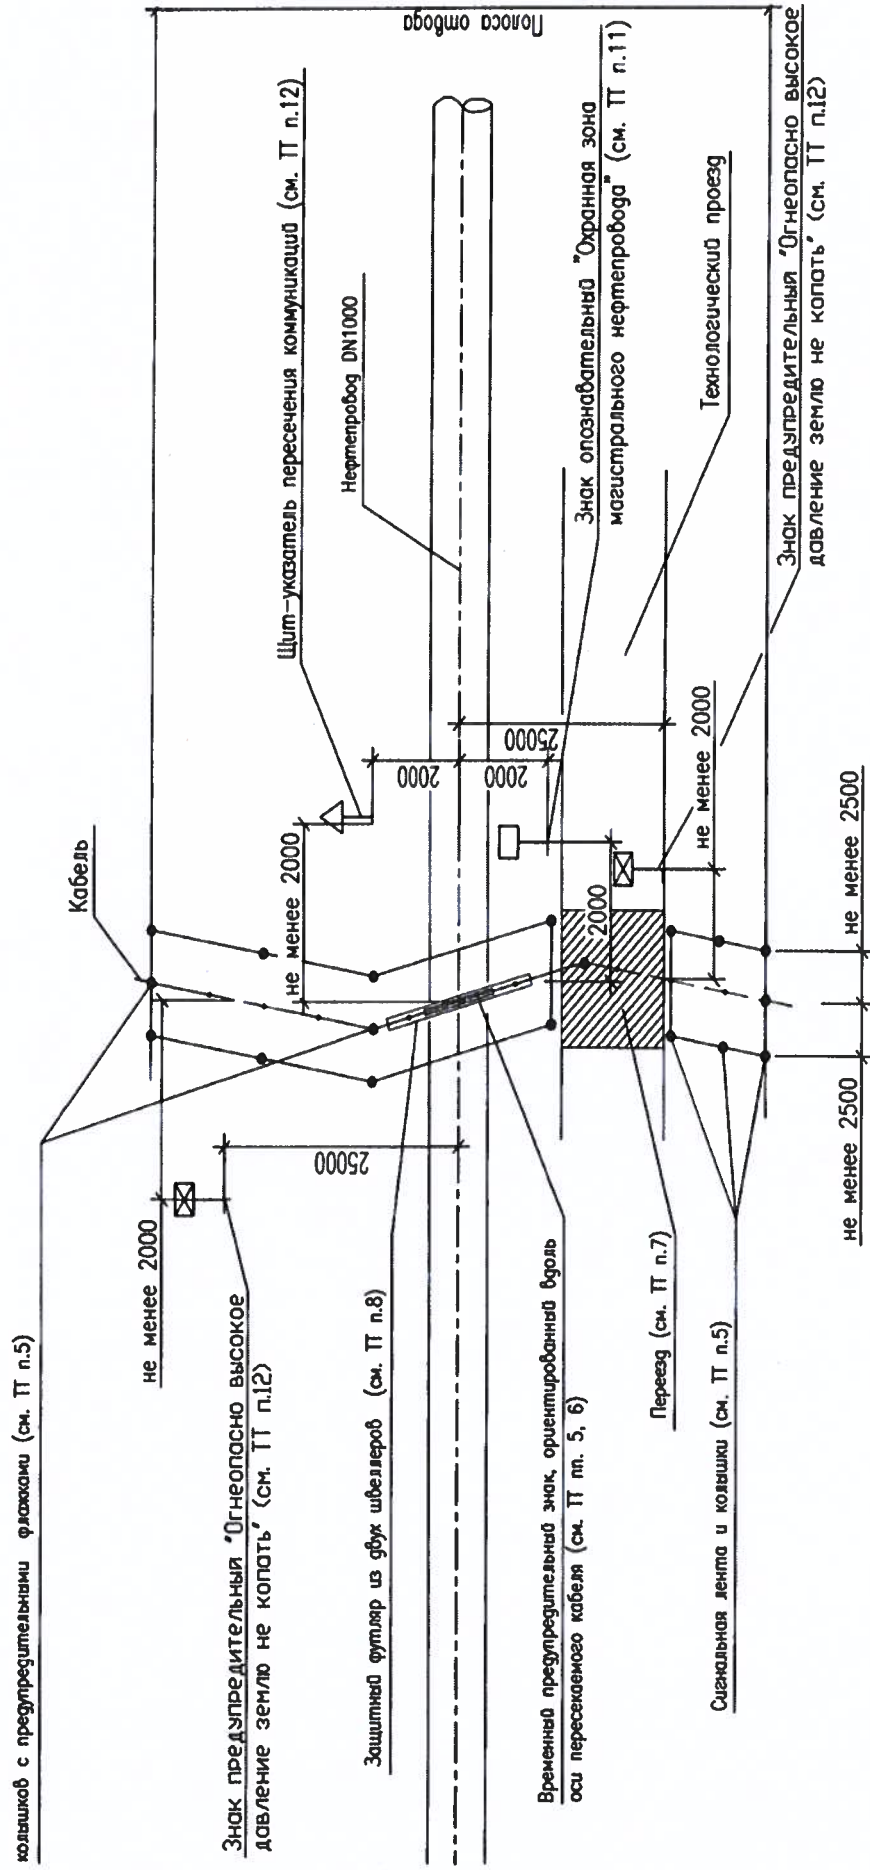 колышков с предупредительными флажками (см. ТТ п.5)
Кабель
Полоса отвода
не менее 2000
Знак ПРЕДУПРЕДИТЕЛЬНЫЙ "Огнеопасно высокое
давление землю не копать" (см. ТТ п.12)
25000
не менее 2000
Щит-указатель пересечения коммуникаций (см. ТТ п.12)
Нефтепровод DN1000
2000
2000
25000
Защитный футляр из двух швеллеров (см. ТТ п.8)
Временный предупредительный знак, ориентированный вдоль
оси пересекаемого кабеля (см. ТТ пп. 5, 6)
Знак опознавательный "Охранная зона
магистрального нефтепровода" (см. ТТ п.11)
2000
Переезд (см. ТТ п.7)
Технологический проезд
не менее 2000
Сигнальная лента и колышки (см. ТТ п.5)
Знак ПРЕДУПРЕДИТЕЛЬНЫЙ "Огнеопасно высокое
давление землю не копать" (см. ТТ п.12)
не менее 2500
не менее 2500